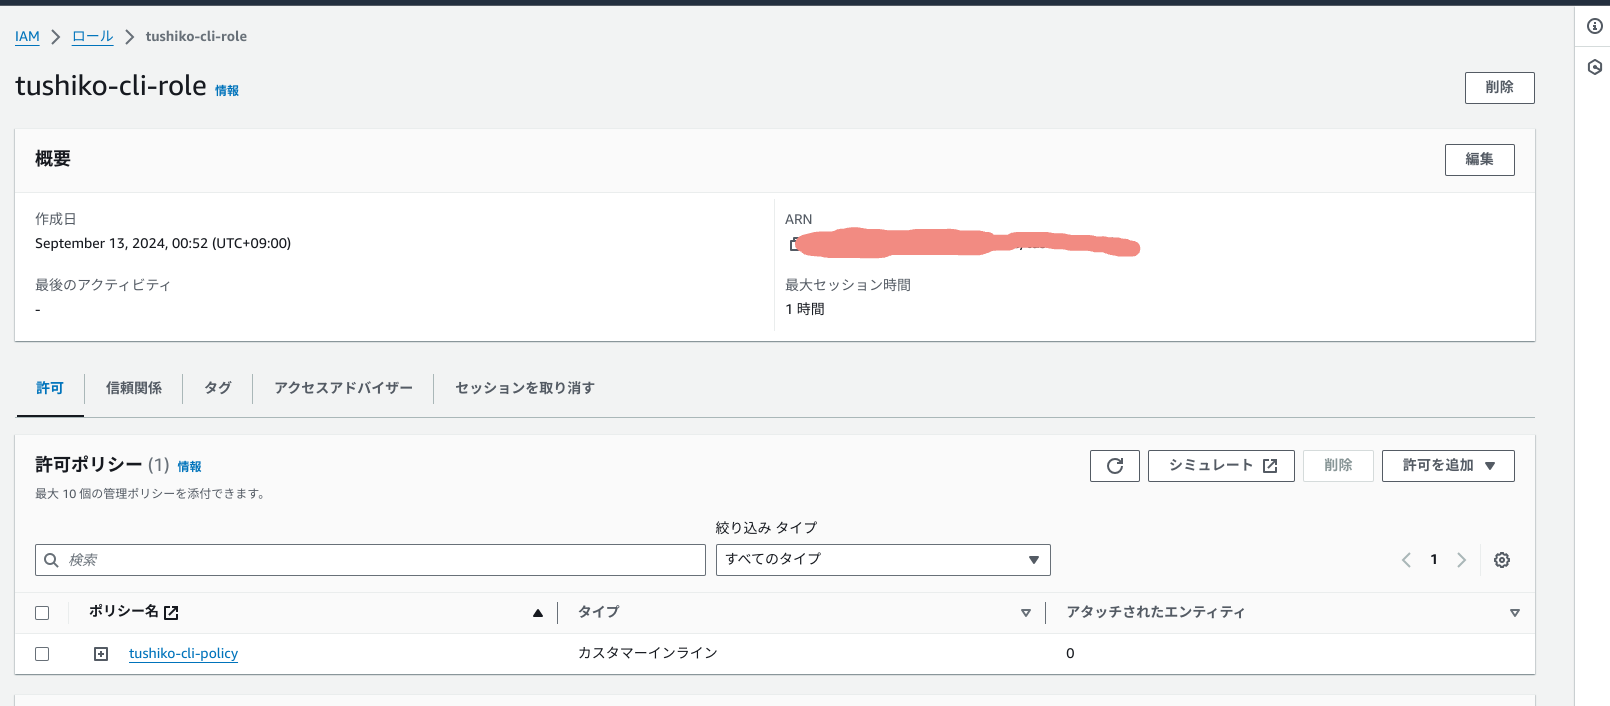 IAM > ロール > tushiko-cli-role
tushiko-cli-role 情報
削除
概要
編集
作成日
September 13, 2024, 00:52 (UTC+09:00)
ARN
最後のアクティビティ
-
最大セッション時間
1 時間
許可 信頼関係 タグ アクセスアドバイザー セッションを取り消す
許可ポリシー (1) 情報
最大 10 個の管理ポリシーを添付できます。
シミュレート 削除 許可を追加
絞り込み タイプ
検索 すべてのタイプ 1
ポリシー名 タイプ アタッチされたエンティティ
tushiko-cli-policy カスタマーインライン 0